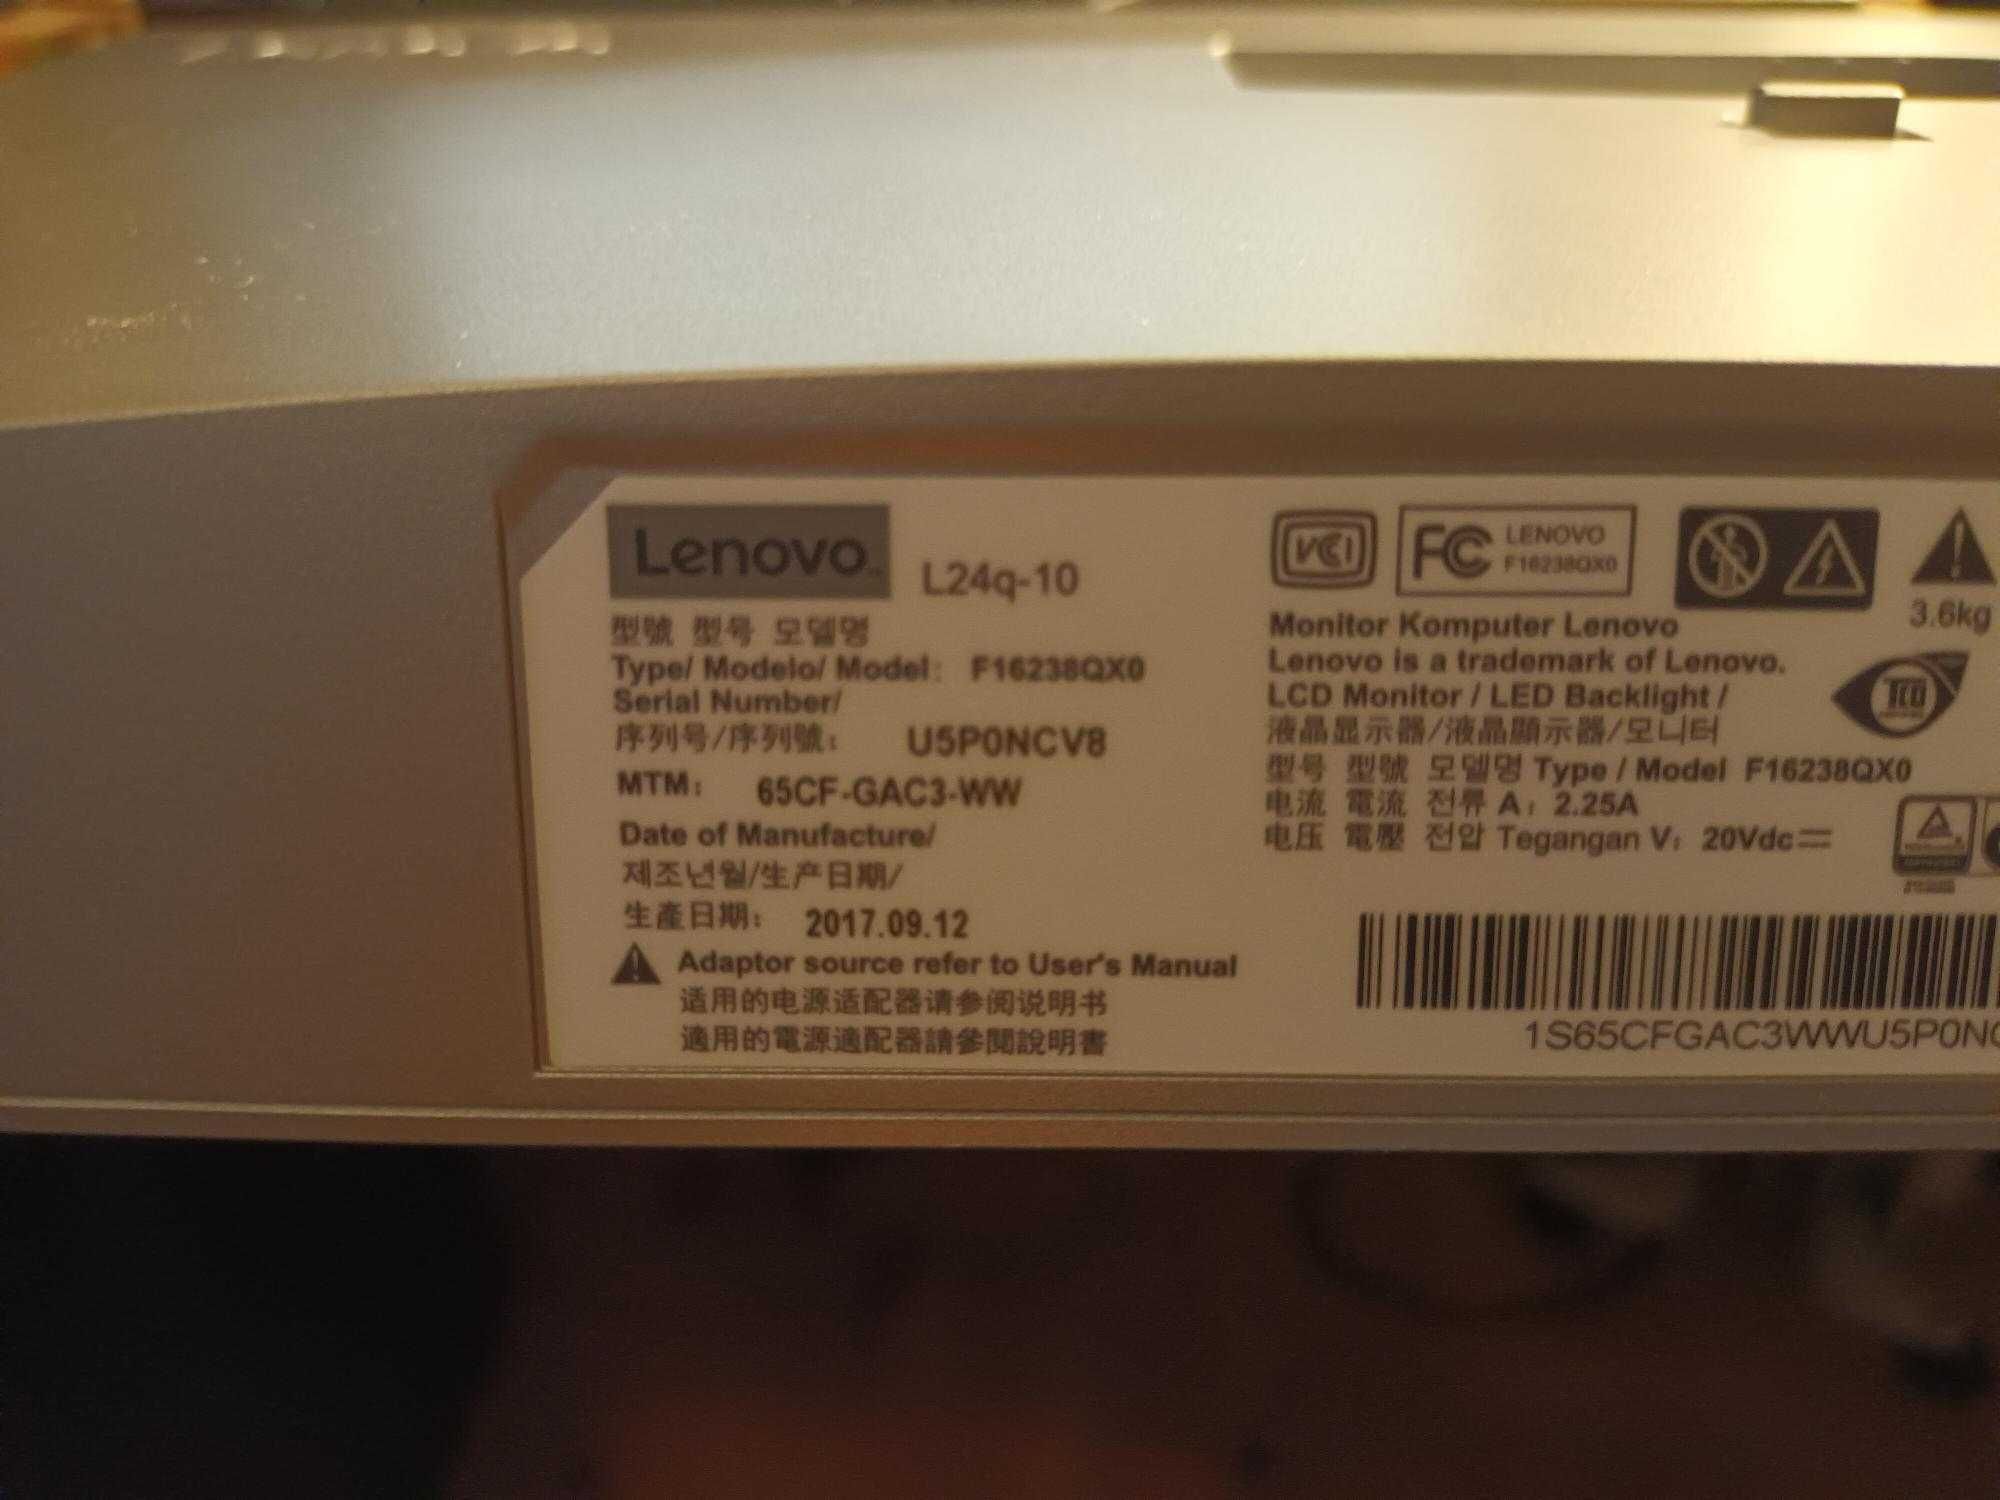 Lenovo
L24q-10
型號 型号 모델명
Type/ Modelo/ Model: F16238QX0
Serial Number/
序列号/序列號: U5P0NCV8
MTM: 65CF-GAC3-WW
Date of Manufacture/
제조년월/生产日期/
生產日期: 2017.09.12
Adaptor source refer to User's Manual
适用的电源适配器请参阅说明书
適用的電源適配器請參閱說明書
VCCI
FC LENOVO
F16238QX0
3.6kg
Monitor Komputer Lenovo
Lenovo is a trademark of Lenovo.
LCD Monitor / LED Backlight /
液晶显示器/液晶顯示器/모니터
型号 型號 모델명 Type / Model F16238QX0
电流 電流 전류 A: 2.25A
电压 電壓 전압 Tegangan V: 20Vdc
TCO
1S65CFGAC3WWU5P0NC